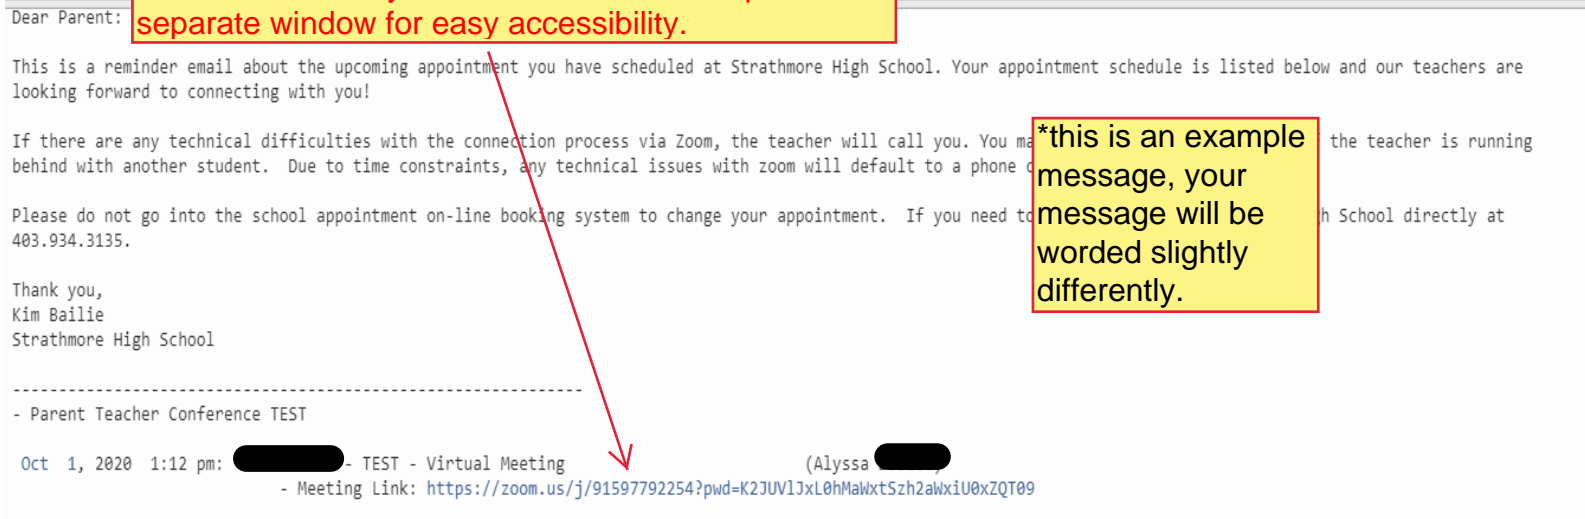 separate window for easy accessibility.
Dear Parent:
This is a reminder email about the upcoming appointment you have scheduled at Strathmore High School. Your appointment schedule is listed below and our teachers are
looking forward to connecting with you!
If there are any technical difficulties with the connection process via Zoom, the teacher will call you. You the teacher is running
behind with another student.  Due to time constraints, any technical issues with zoom will default to a phone
Please do not go into the school appointment on-line booking system to change your appointment.  If you need to School directly at
403.934.3135.
*this is an example
message, your
message will be
worded slightly
differently.
Thank you,
Kim Bailie
Strathmore High School
-------------------------------------------------------------
- Parent Teacher Conference TEST
Oct  1, 2020  1:12 pm: - TEST - Virtual Meeting (Alyssa
- Meeting Link: https://zoom.us/j/91597792254?pwd=K2JUVlJxL0hMaWxtSzh2aWxiU0xZQT09